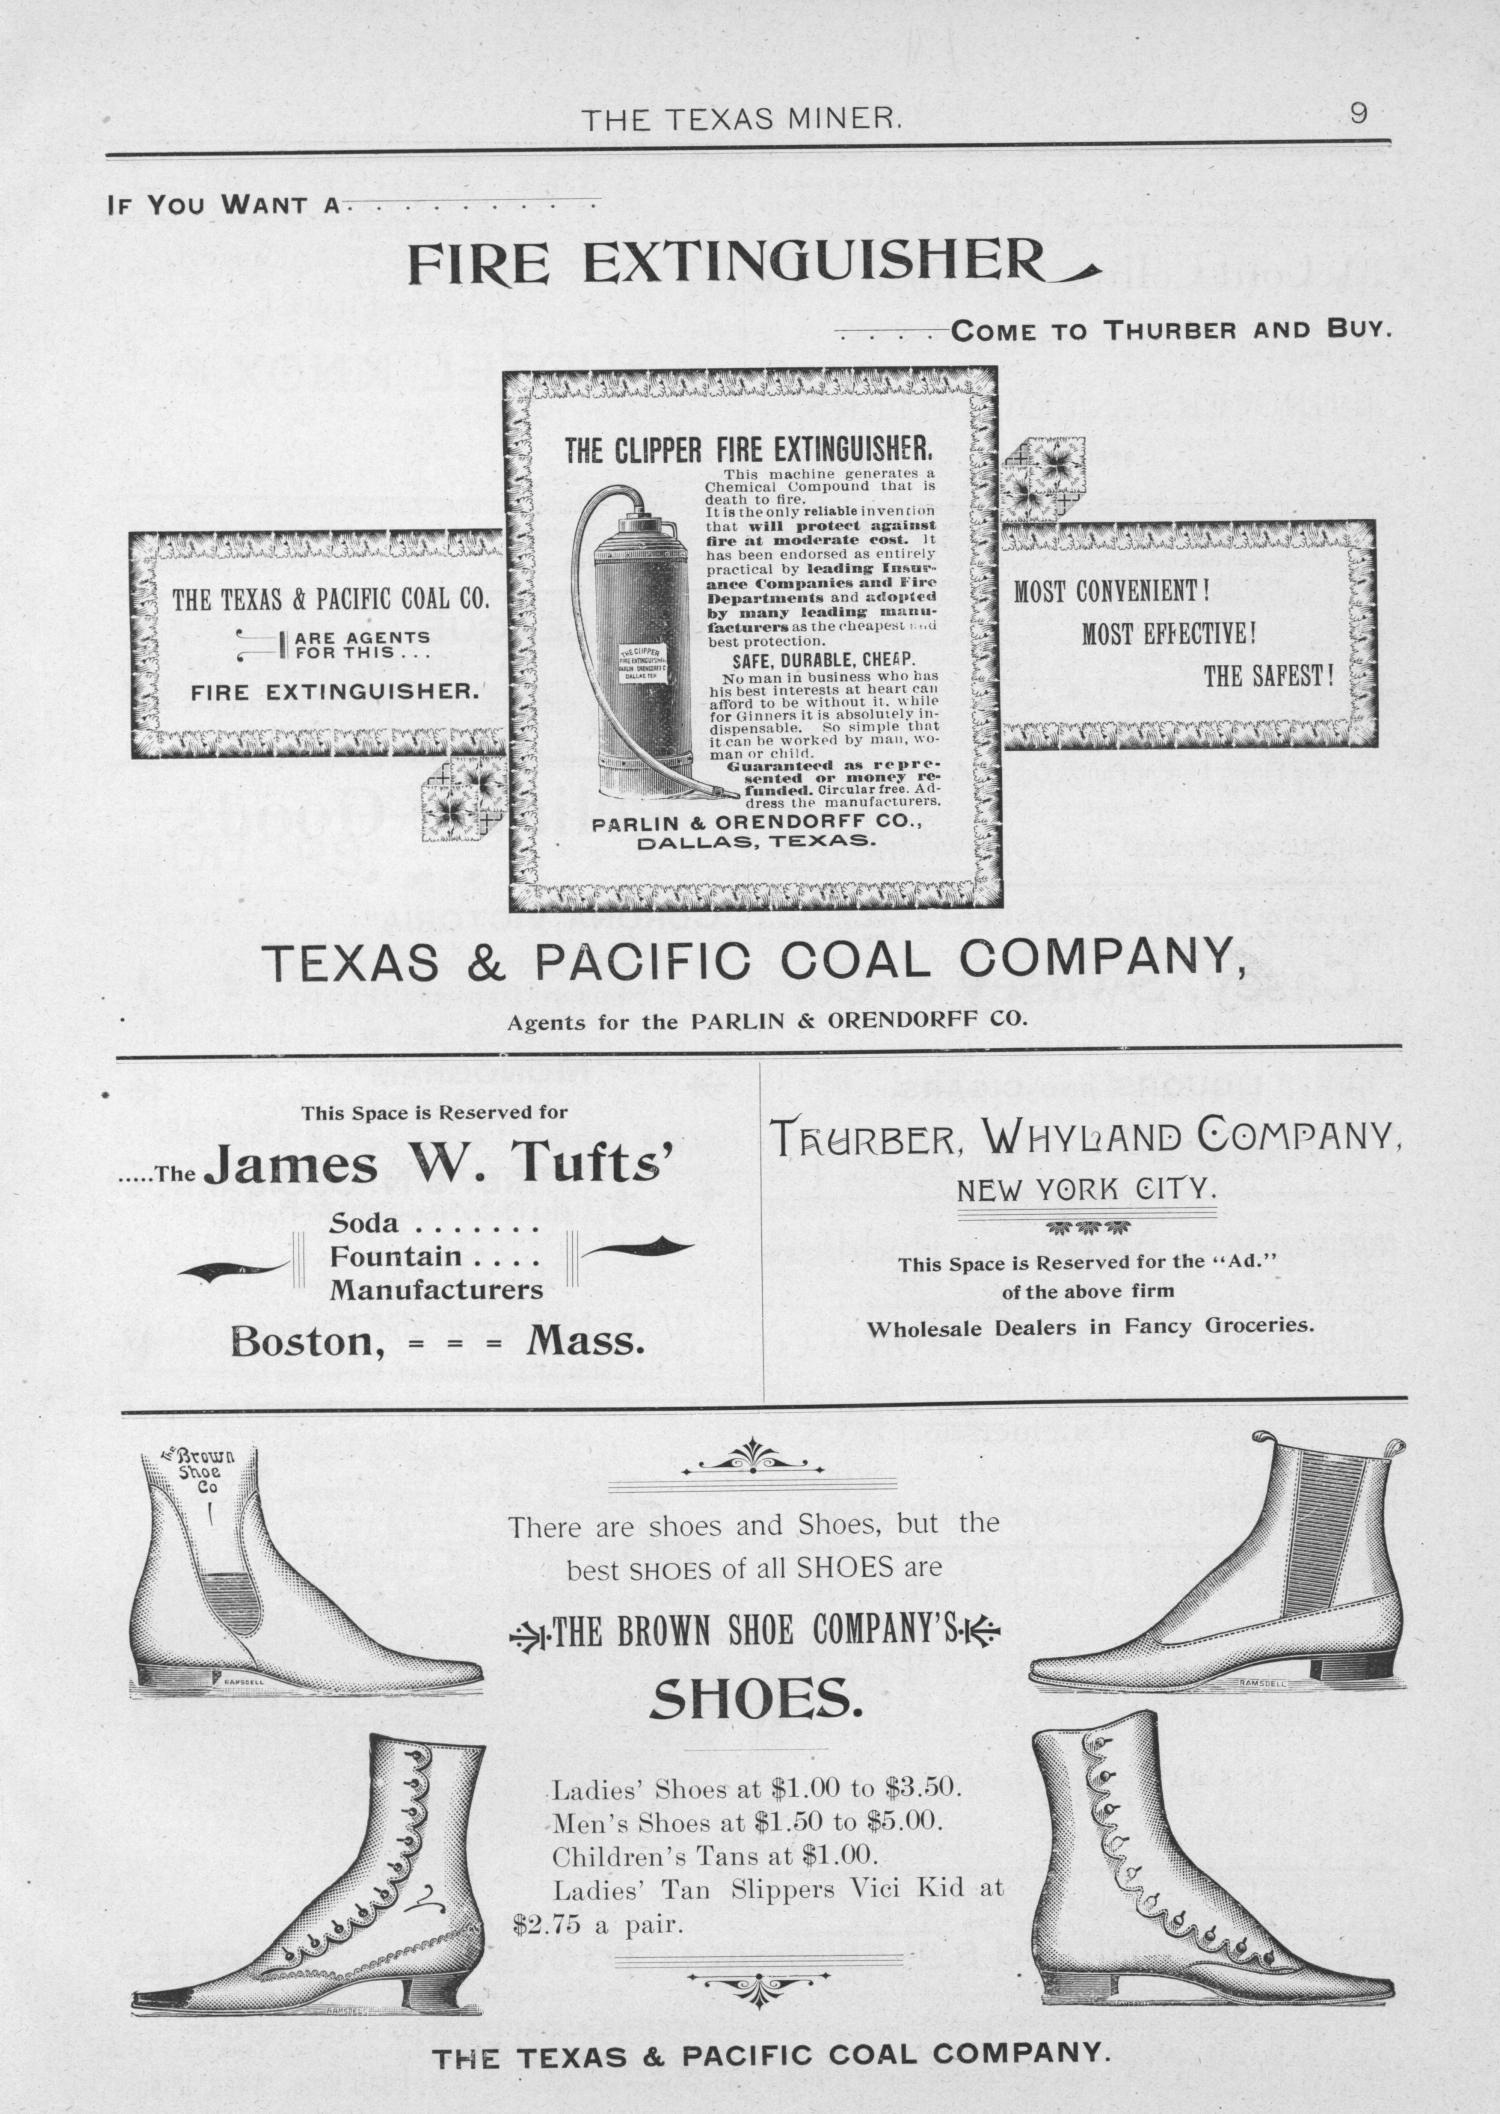 THE TEXAS MINER.
9
IF YOU WANT A . . . . . . . . . .
FIRE EXTINGUISHER
. . . . COME TO THURBER AND BUY.
THE TEXAS & PACIFIC COAL CO.
ARE AGENTS
FOR THIS . . .
FIRE EXTINGUISHER.
THE CLIPPER FIRE EXTINGUISHER.
This machine generates a
Chemical Compound that is
death to fire.
It is the only reliable invention
that will protect against
fire at moderate cost. It
has been endorsed as entirely
practical by leading Insur-
ance Companies and Fire
Departments and adopted
by many leading manu-
facturers as the cheapest and
best protection.
SAFE, DURABLE, CHEAP.
No man in business who has
his best interests at heart can
afford to be without it, while
for Ginners it is absolutely in-
dispensable. So simple that
it can be worked by man, wo-
man or child.
Guaranteed as repre-
sented or money re-
funded. Circular free. Ad-
dress the manufacturers.
THE CLIPPER
FIRE EXTINGUISHER
PARLIN ORENDORFF C
DALLAS TEX
PARLIN & ORENDORFF CO.,
DALLAS, TEXAS.
MOST CONVENIENT!
MOST EFFECTIVE!
THE SAFEST!
TEXAS & PACIFIC COAL COMPANY,
Agents for the PARLIN & ORENDORFF CO.
This Space is Reserved for
.....The James W. Tufts'
Soda . . . . . . .
Fountain . . . .
Manufacturers
Boston, = = = Mass.
THURBER, WHYLAND COMPANY,
NEW YORK CITY.
This Space is Reserved for the "Ad."
of the above firm
Wholesale Dealers in Fancy Groceries.
The Brown
Shoe
Co
RAMSDELL
RAMSDELL
There are shoes and Shoes, but the
best SHOES of all SHOES are
THE BROWN SHOE COMPANY'S
SHOES.
Ladies' Shoes at $1.00 to $3.50.
Men's Shoes at $1.50 to $5.00.
Children's Tans at $1.00.
Ladies' Tan Slippers Vici Kid at
$2.75 a pair.
RAMSDELL
THE TEXAS & PACIFIC COAL COMPANY.